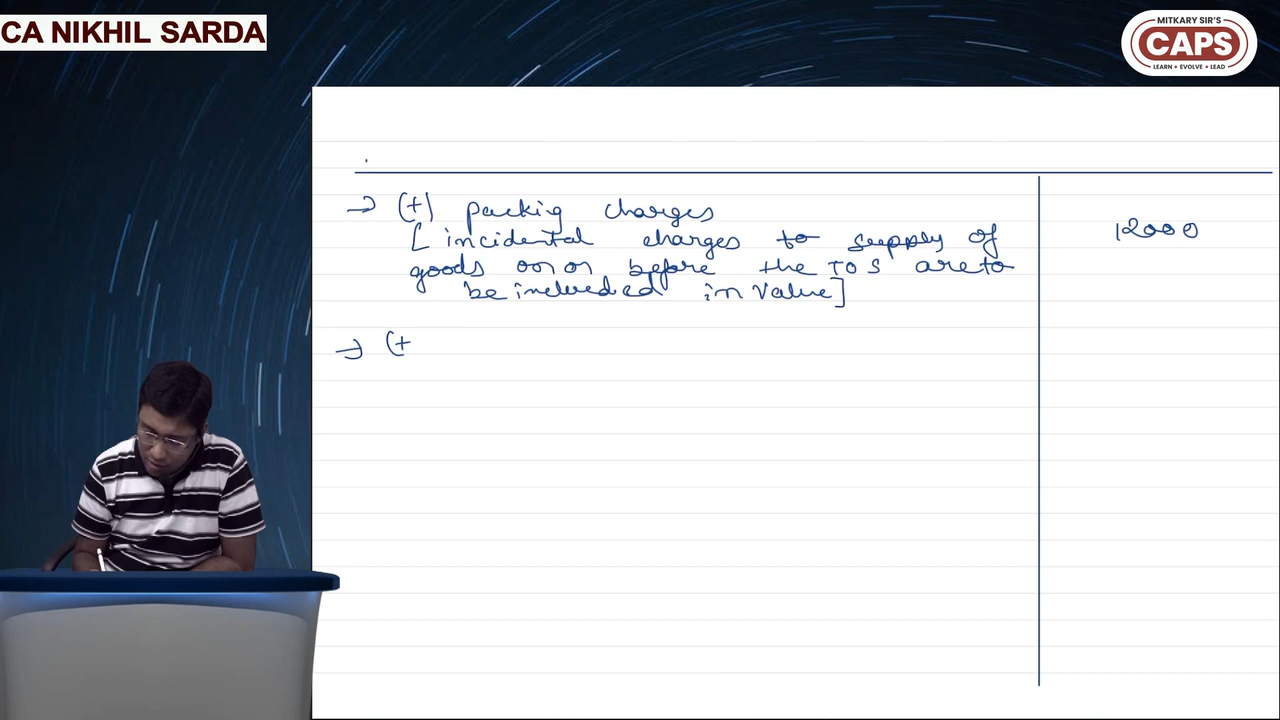 CA NIKHIL SARDA
MITKARY SIR'S
CAPS
LEARN • EVOLVE • LEAD
→ (+) packing charges
[ incidental charges to supply of 12000
goods on or before the TOS are to
be included in value]
→ (+